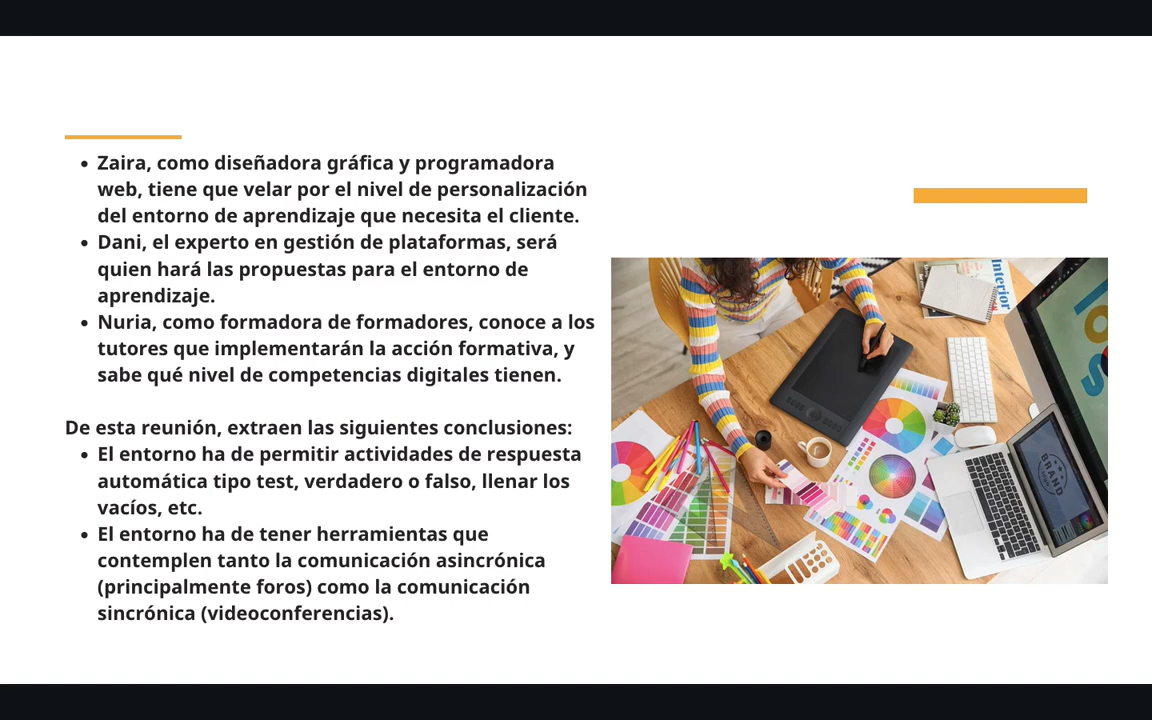 • Zaira, como diseñadora gráfica y programadora
web, tiene que velar por el nivel de personalización
del entorno de aprendizaje que necesita el cliente.
• Dani, el experto en gestión de plataformas, será
quien hará las propuestas para el entorno de
aprendizaje.
• Nuria, como formadora de formadores, conoce a los
tutores que implementarán la acción formativa, y
sabe qué nivel de competencias digitales tienen.
De esta reunión, extraen las siguientes conclusiones:
• El entorno ha de permitir actividades de respuesta
automática tipo test, verdadero o falso, llenar los
vacíos, etc.
• El entorno ha de tener herramientas que
contemplen tanto la comunicación asincrónica
(principalmente foros) como la comunicación
sincrónica (videoconferencias).
Interior
BRAND